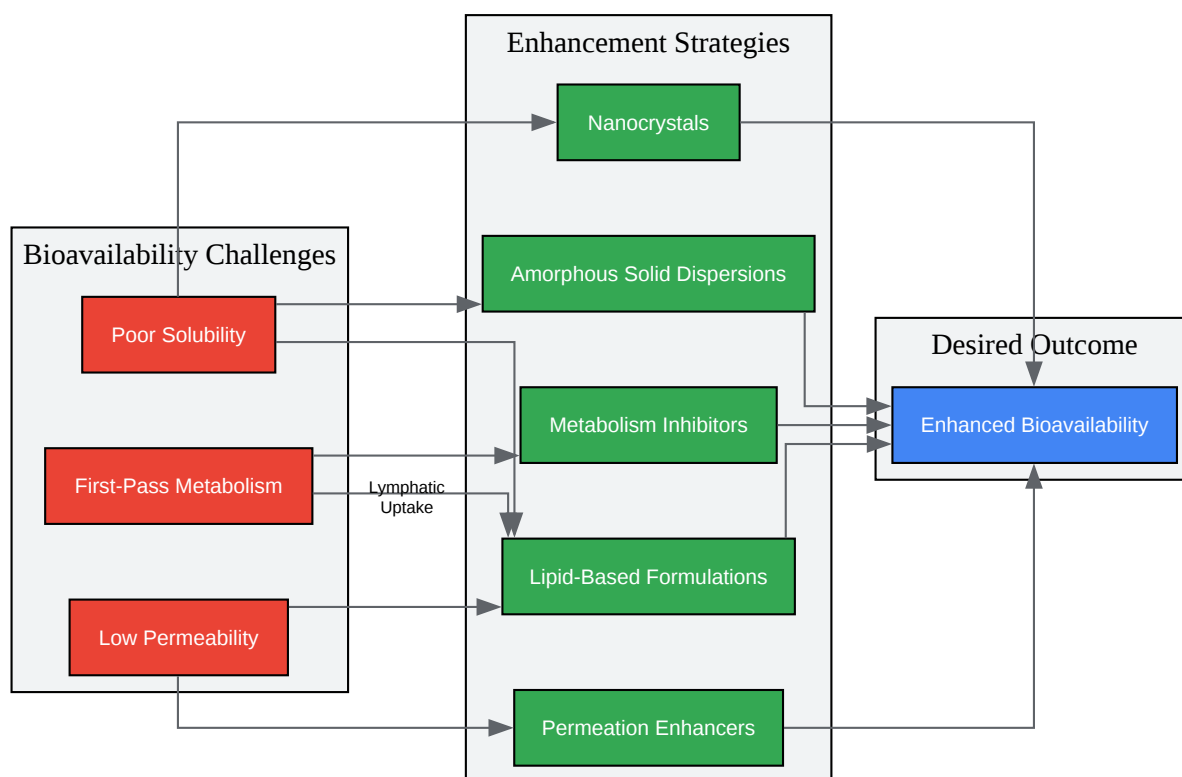 Enhancement Strategies
Nanocrystals
Bioavailability Challenges
Amorphous Solid Dispersions
Poor Solubility
Desired Outcome
Metabolism Inhibitors
Enhanced Bioavailability
First-Pass Metabolism
Lymphatic
Uptake
Lipid-Based Formulations
Low Permeability
Permeation Enhancers